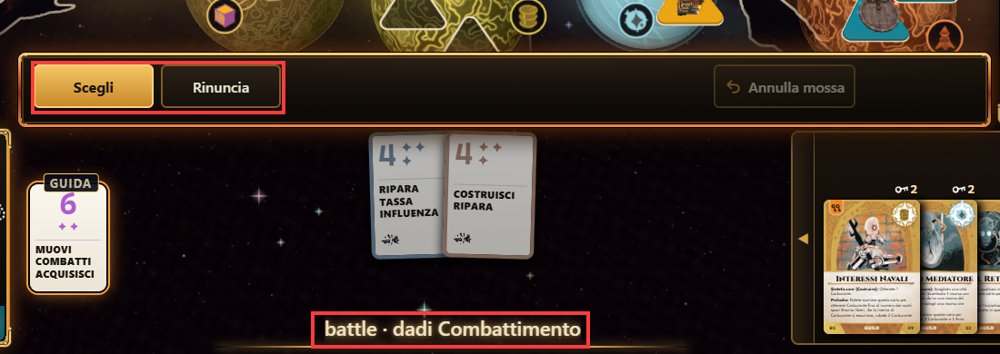 Scegli
Rinuncia
Annulla mossa
GUIDA
6
MUOVI
COMBATTI
ACQUISISCI
4
RIPARA
TASSA
INFLUENZA
4
COSTRUISCI
RIPARA
battle · dadi Combattimento
2
2
INTERESSI NAVALI
MEDIATORE
GUILD